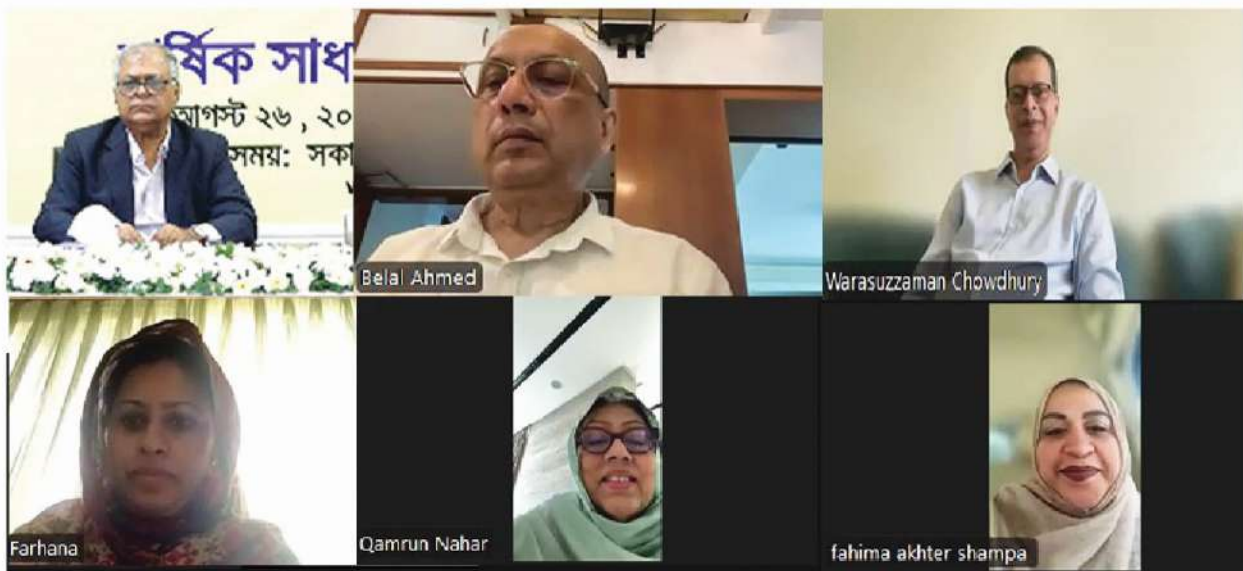 র্ষিক সাধ
আগস্ট ২৬, ২০
সময়: সকা
Belal Ahmed
Warasuzzaman Chowdhury
Farhana
Qamrun Nahar
fahima akhter shampa